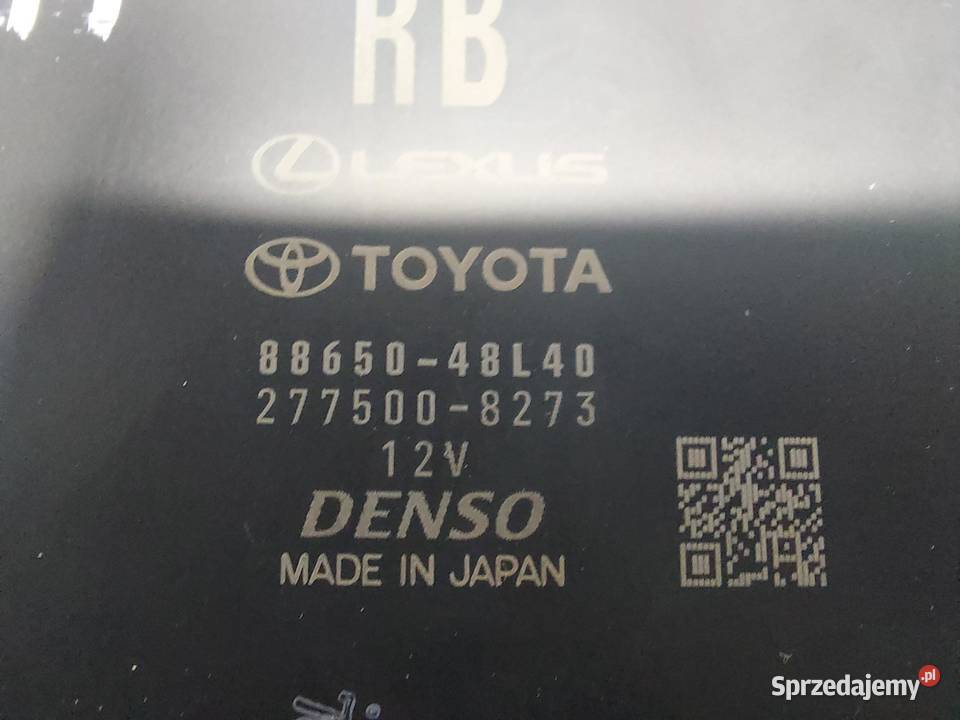 RB
LEXUS
TOYOTA
88650-48L40
277500-8273
12V
DENSO
MADE IN JAPAN
Sprzedajemy.pl